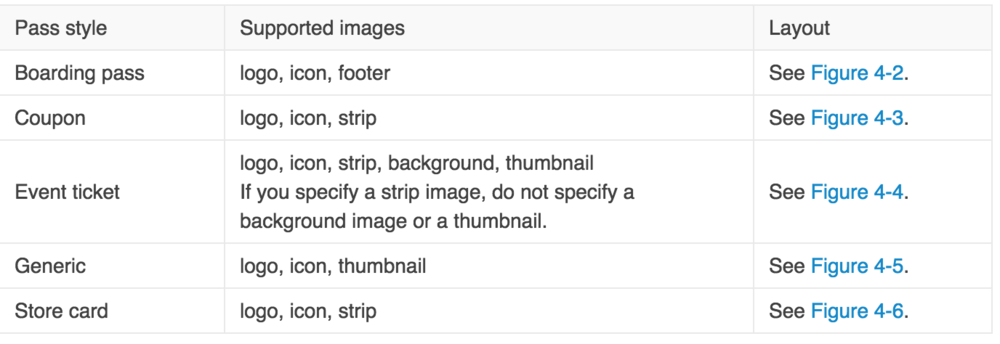 Pass style Supported images Layout
Boarding pass logo, icon, footer See Figure 4-2.
Coupon logo, icon, strip See Figure 4-3.
Event ticket logo, icon, strip, background, thumbnail
If you specify a strip image, do not specify a
background image or a thumbnail. See Figure 4-4.
Generic logo, icon, thumbnail See Figure 4-5.
Store card logo, icon, strip See Figure 4-6.